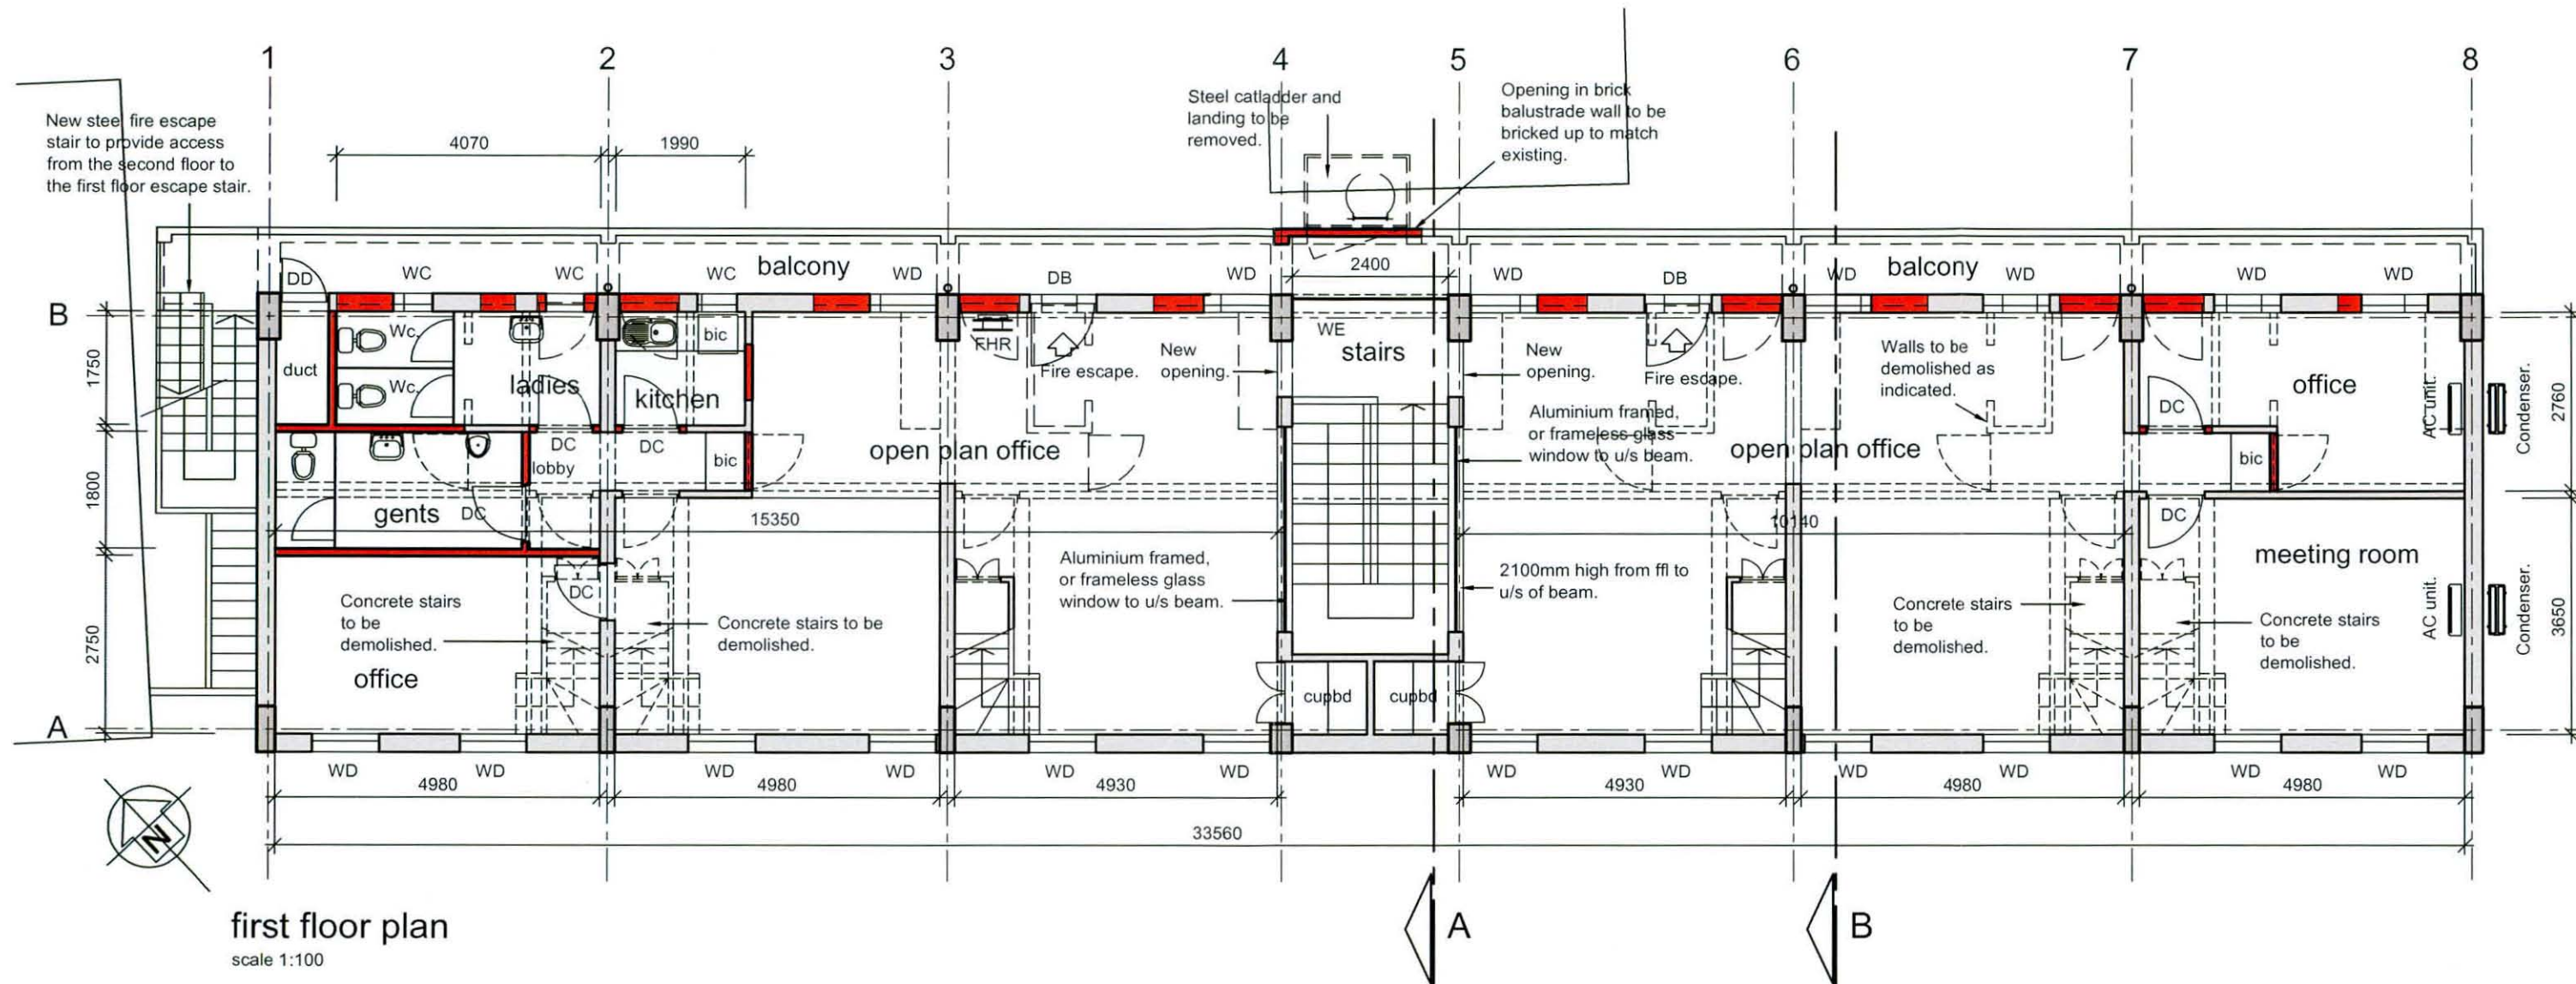 1 2 3 4 5 6 7 8
New steel fire escape
stair to provide access
from the second floor to
the first floor escape stair.
4070
1990
Steel catladder and
landing to be
removed.
Opening in brick
balustrade wall to be
bricked up to match
existing.
DD WC WC WC balcony WD DB WD 2400 WD DB WD balcony WD WD WD
B
1750
1800
2750
A
duct
Wc.
Wc.
ladies
kitchen
bic
bic
DC
lobby
DC
gents
DC
DC
office
Concrete stairs
to be
demolished.
Concrete stairs to be
demolished.
15350
open plan office
FHR
Fire escape.
New
opening.
WE
stairs
Aluminium framed,
or frameless glass
window to u/s beam.
cupbd
cupbd
New
opening.
Aluminium framed,
or frameless glass
window to u/s beam.
2100mm high from ffl to
u/s of beam.
Fire escape.
open plan office
10140
Walls to be
demolished as
indicated.
Concrete stairs
to be
demolished.
DC
office
bic
DC
meeting room
Concrete stairs
to be
demolished.
AC unit.
Condenser.
AC unit.
Condenser.
2760
3650
WD WD WD WD WD WD WD WD WD WD WD WD
4980 4980 4930 4930 4980 4980
33560
N
A
B
first floor plan
scale 1:100